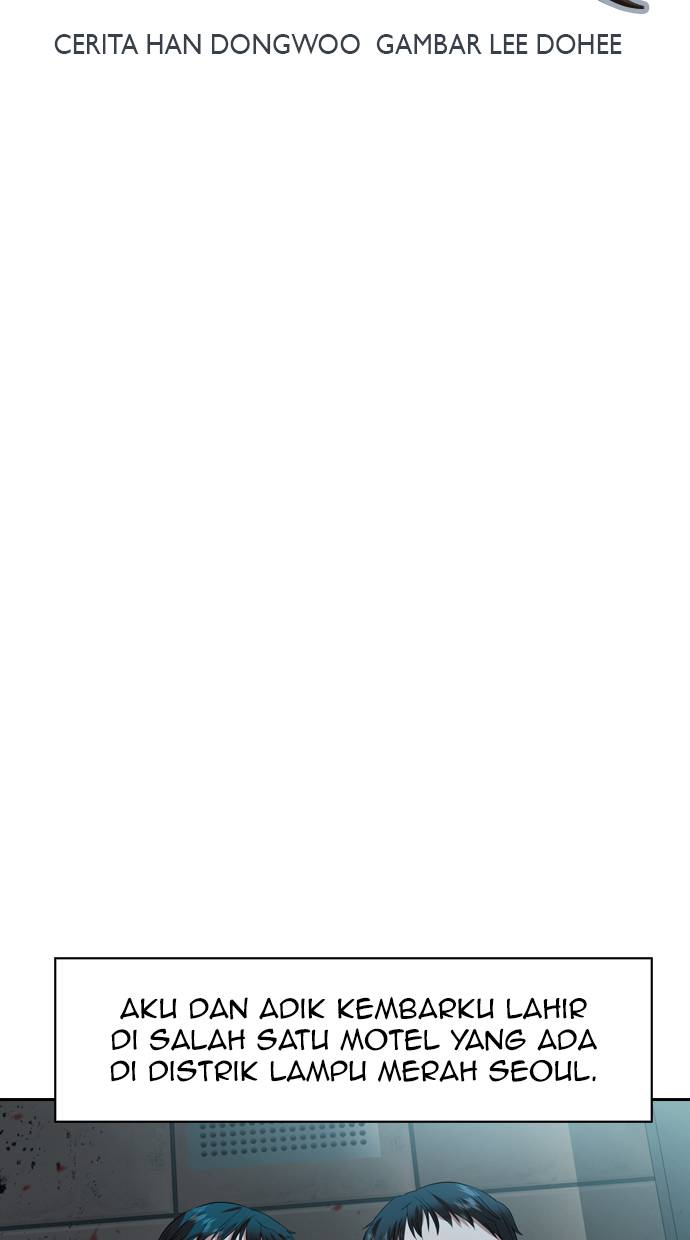 CERITA HAN DONGWOO GAMBAR LEE DOHEE
AKU DAN ADIK KEMBARKU LAHIR
DI SALAH SATU MOTEL YANG ADA
DI DISTRIK LAMPU MERAH SEOUL.